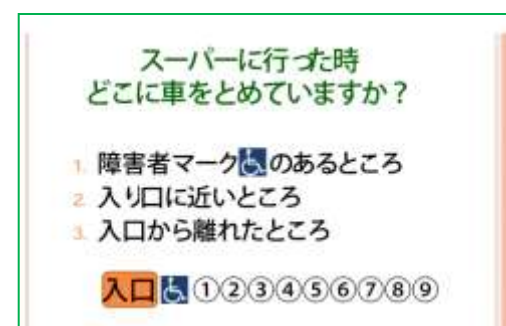 スーパーに行った時
どこに車をとめていますか？
1. 障害者マーク♿のあるところ
2. 入り口に近いところ
3. 入口から離れたところ
入口♿①②③④⑤⑥⑦⑧⑨